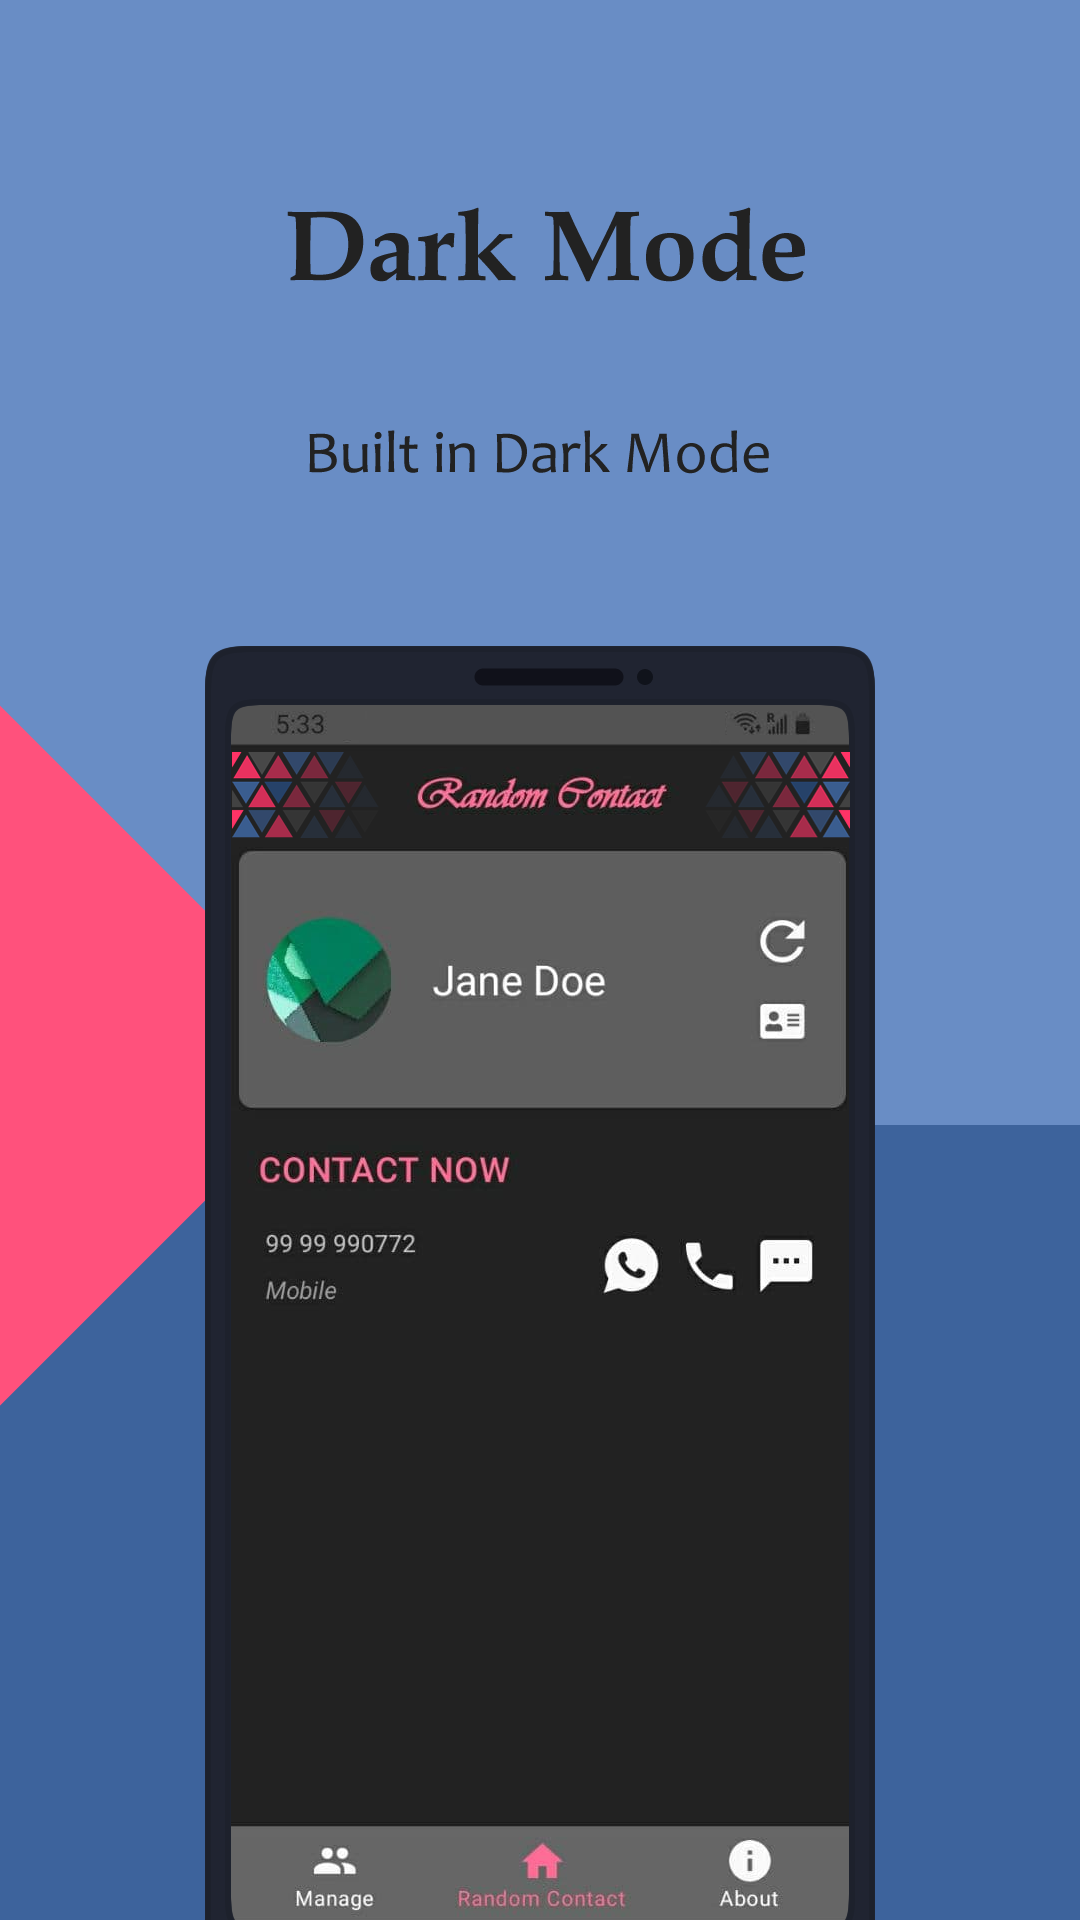 Dark Mode
Built in Dark Mode
5:33
R
Random Contact
Jane Doe
CONTACT NOW
99 99 990772
Mobile
Manage
Random Contact
About